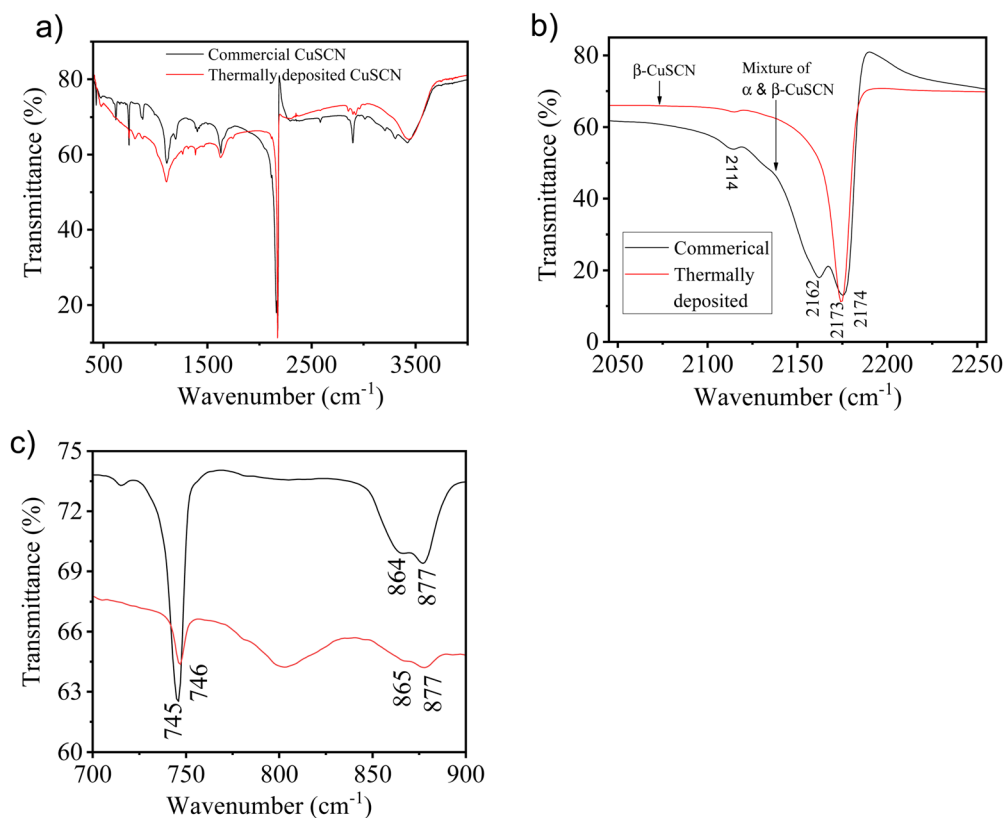 a)
Commercial CuSCN
Thermally deposited CuSCN
Transmittance (%)
80
60
40
20
500
1500
2500
3500
Wavenumber (cm⁻¹)
b)
β-CuSCN
Mixture of
α & β-CuSCN
2114
Commerical
Thermally
deposited
2162
2173
2174
Transmittance (%)
80
60
40
20
0
2050
2100
2150
2200
2250
Wavenumber (cm⁻¹)
c)
Transmittance (%)
75
72
69
66
63
60
745
746
864
877
865
877
700
750
800
850
900
Wavenumber (cm⁻¹)